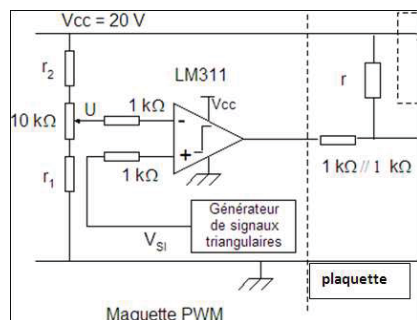 Vcc = 20 V
r2
LM311
r
1 kΩ
Vcc
U
10 kΩ
-
+
r1
1 kΩ
1 kΩ // 1 kΩ
Générateur
de signaux
triangulaires
VSI
plaquette
Maquette PWM